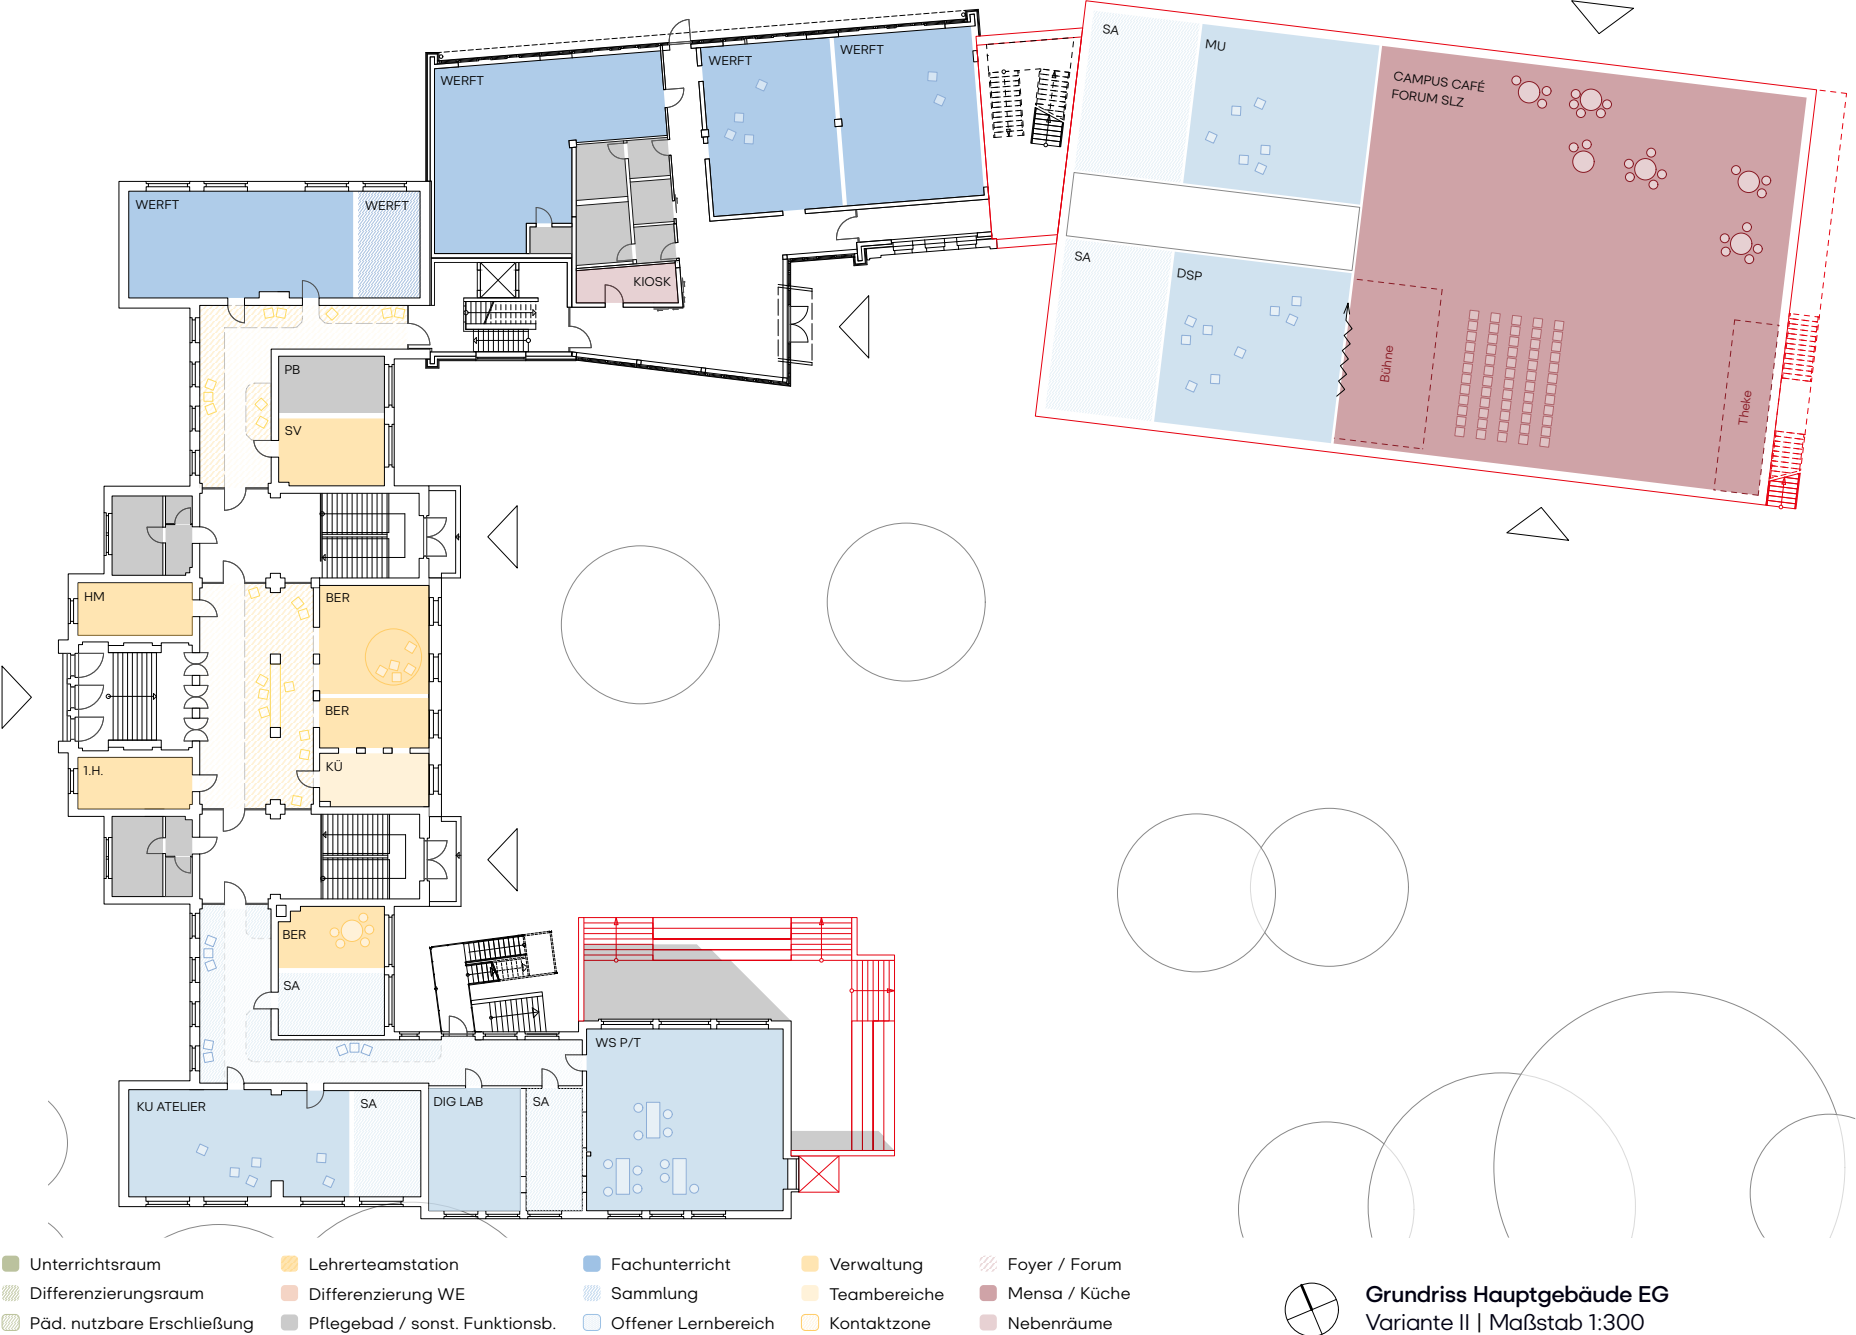 SA
MU
WERFT
WERFT
WERFT
CAMPUS CAFÉ
FORUM SLZ
WERFT
WERFT
SA
DSP
KIOSK
PB
SV
Bühne
Theke
HM
BER
BER
KÜ
1.H.
BER
SA
WS P/T
KU ATELIER
SA
DIG LAB
SA
Unterrichtsraum
Differenzierungsraum
Päd. nutzbare Erschließung
Lehrerteamstation
Differenzierung WE
Pflegebad / sonst. Funktionsb.
Fachunterricht
Sammlung
Offener Lernbereich
Verwaltung
Teambereiche
Kontaktzone
Foyer / Forum
Mensa / Küche
Nebenräume
Grundriss Hauptgebäude EG
Variante II | Maßstab 1:300